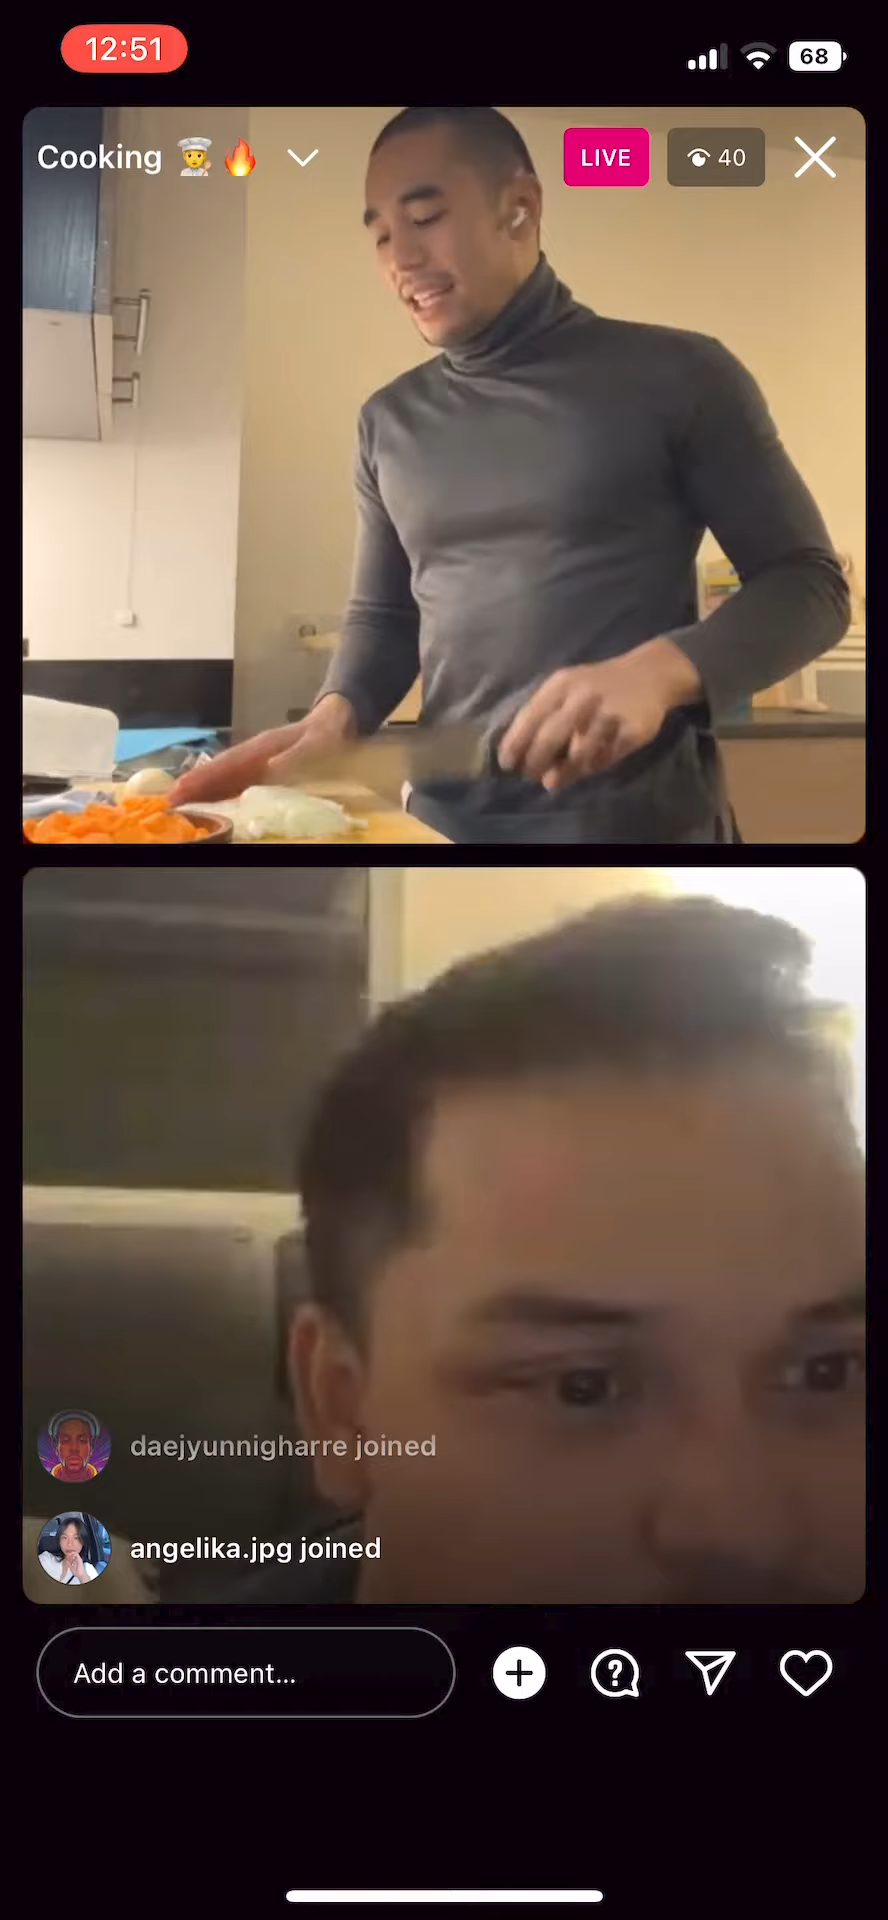 12:51
68
Cooking 🧑‍🍳🔥
LIVE
40
daejyunnigharre joined
angelika.jpg joined
Add a comment...